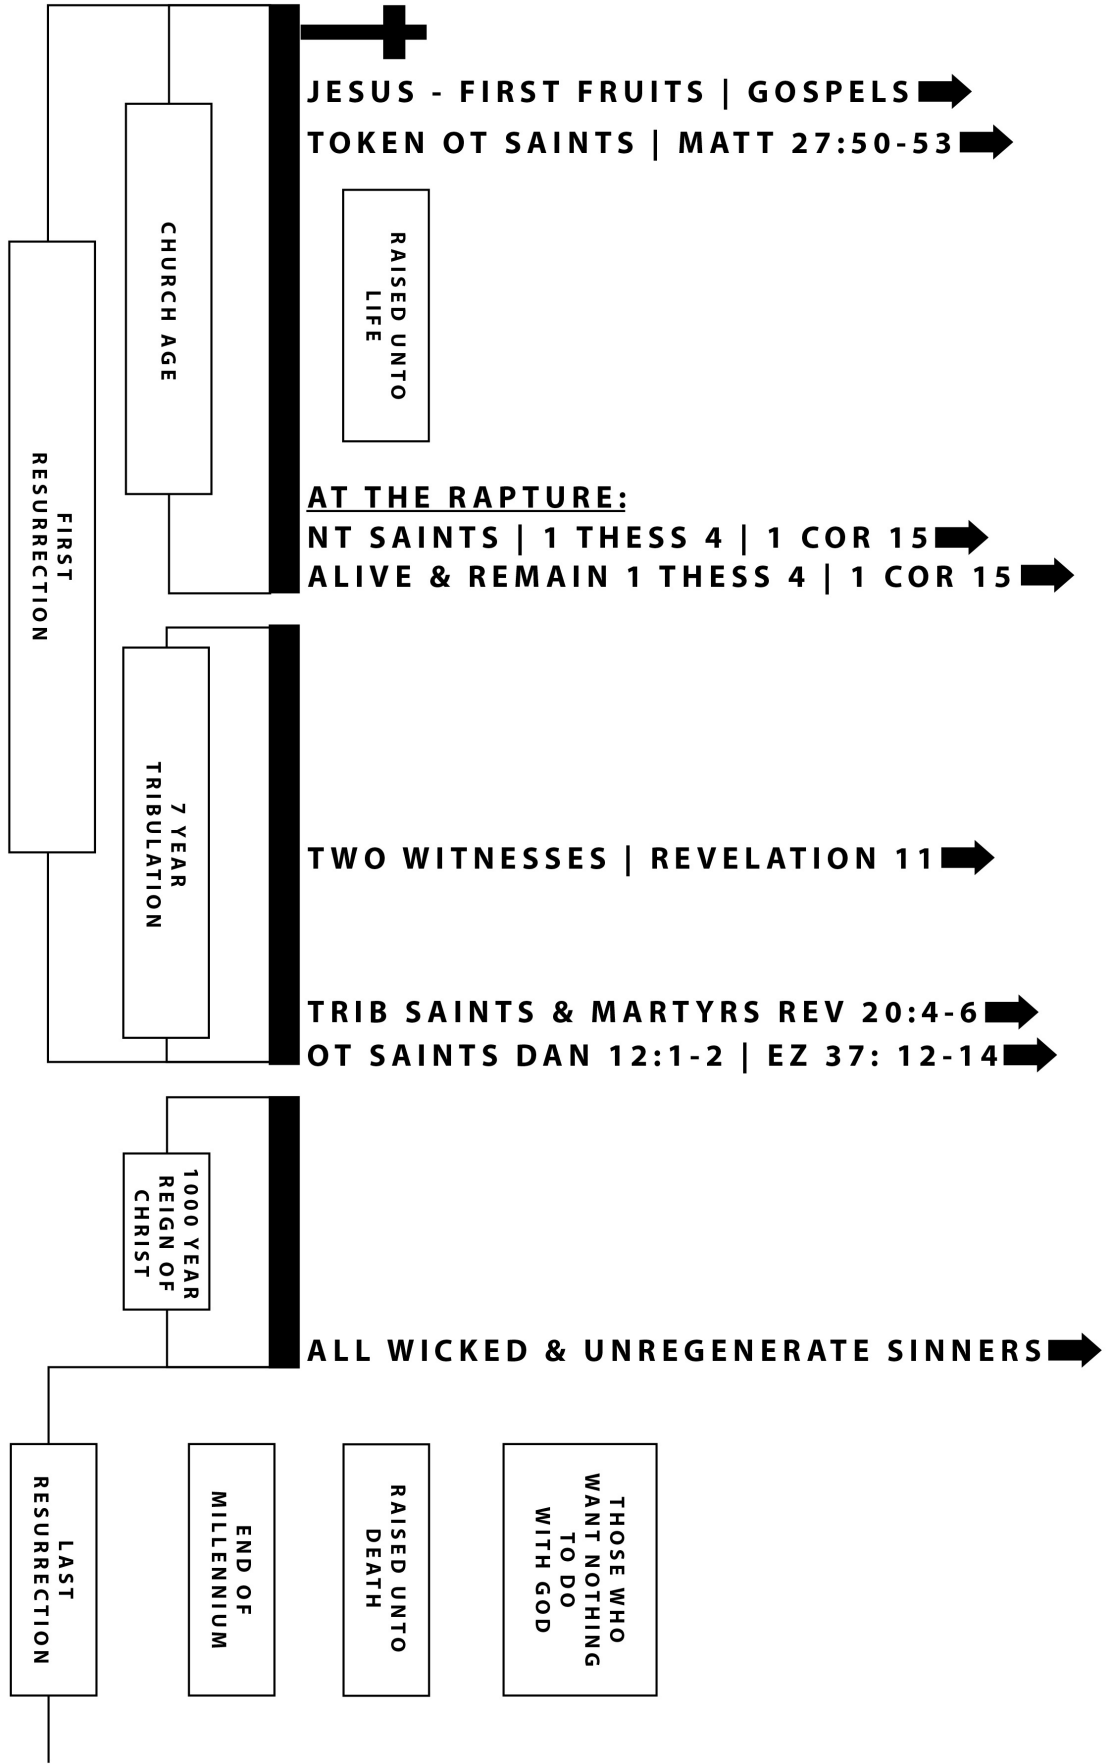 JESUS - FIRST FRUITS | GOSPELS
TOKEN OT SAINTS | MATT 27:50-53
RAISED UNTO
LIFE
CHURCH AGE
FIRST
RESURRECTION
AT THE RAPTURE:
NT SAINTS | 1 THESS 4 | 1 COR 15
ALIVE & REMAIN 1 THESS 4 | 1 COR 15
7 YEAR
TRIBULATION
TWO WITNESSES | REVELATION 11
TRIB SAINTS & MARTYRS REV 20:4-6
OT SAINTS DAN 12:1-2 | EZ 37: 12-14
1000 YEAR
REIGN OF
CHRIST
ALL WICKED & UNREGENERATE SINNERS
LAST
RESURRECTION
END OF
MILLENNIUM
RAISED UNTO
DEATH
THOSE WHO
WANT NOTHING
TO DO
WITH GOD